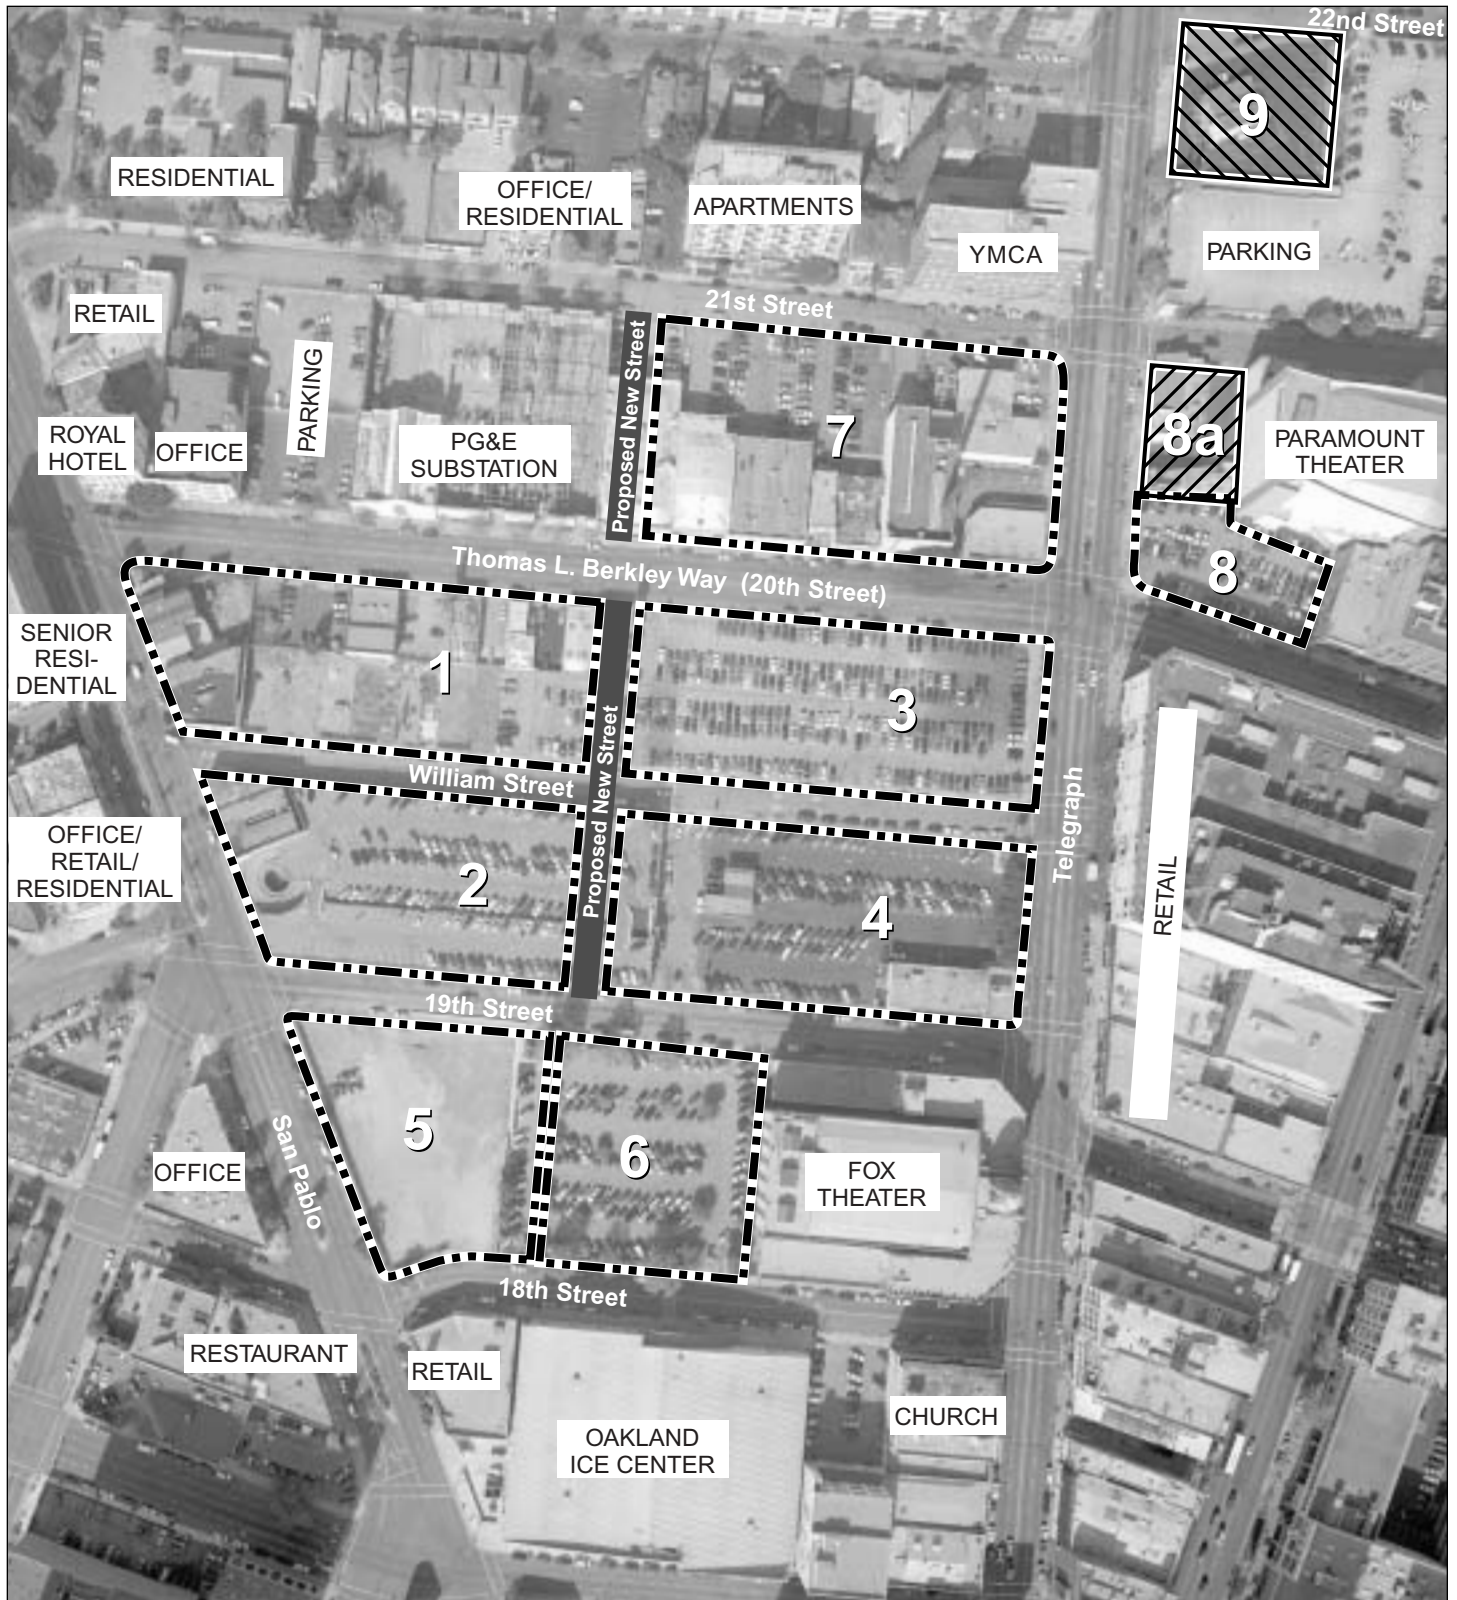 22nd Street
9
RESIDENTIAL
OFFICE/
RESIDENTIAL
APARTMENTS
YMCA
PARKING
RETAIL
21st Street
Proposed New Street
PARKING
7
8a
ROYAL
HOTEL
OFFICE
PG&E
SUBSTATION
PARAMOUNT
THEATER
Thomas L. Berkley Way (20th Street)
8
SENIOR
RESI-
DENTIAL
1
3
William Street
Proposed New Street
Telegraph
RETAIL
OFFICE/
RETAIL/
RESIDENTIAL
2
4
19th Street
5
6
San Pablo
OFFICE
FOX
THEATER
18th Street
RESTAURANT
RETAIL
CHURCH
OAKLAND
ICE CENTER